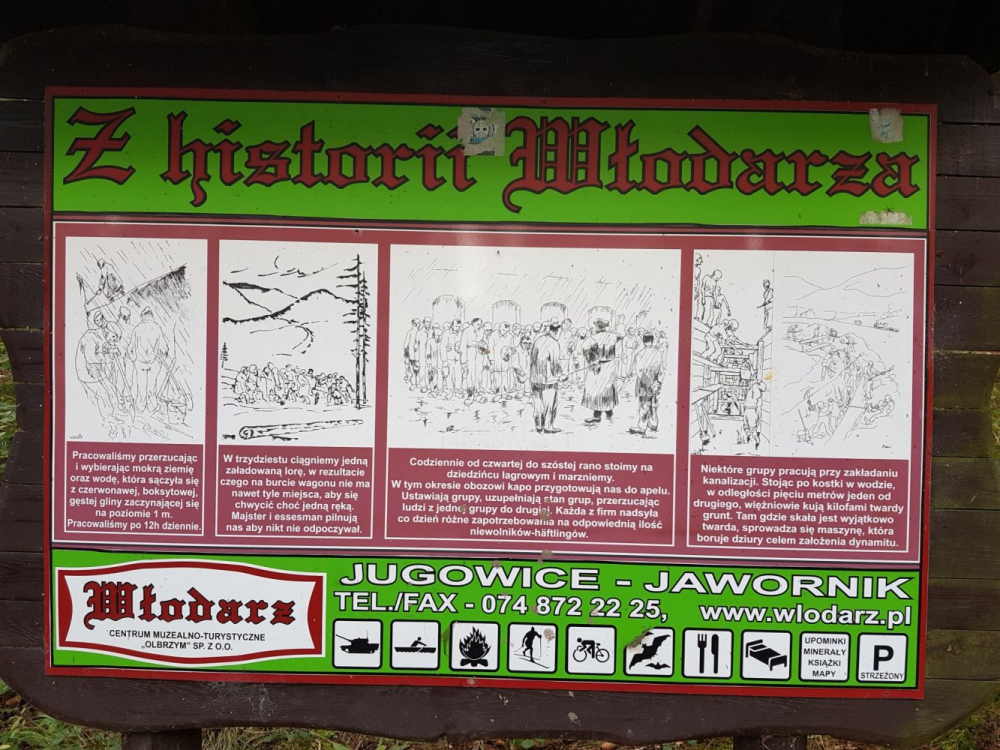 Z historii Włodarza
Pracowaliśmy przerzucając
i wybierając mokrą ziemię
oraz wodę, która sączyła się
z czerwonawej, boksytowej,
gęstej gliny zaczynającej się
na poziomie 1 m.
Pracowaliśmy po 12h dziennie.
W trzydziestu ciągniemy jedną
załadowaną lorę, w rezultacie
czego na burcie wagonu nie ma
nawet tyle miejsca, aby się
chwycić choć jedną ręką.
Majster i essesman pilnują
nas aby nikt nie odpoczywał.
Codziennie od czwartej do szóstej rano stoimy na
dziedzińcu lagrowym i marzniemy.
W tym okresie obozowi kapo przygotowują nas do apelu.
Ustawiają grupy, uzupełniają stan grup, przerzucając
ludzi z jednej grupy do drugiej. Każda z firm nadsyła
co dzień różne zapotrzebowania na odpowiednią ilość
niewolników-häftlingów.
Niektóre grupy pracują przy zakładaniu
kanalizacji. Stojąc po kostki w wodzie,
w odległości pięciu metrów jeden od
drugiego, więźniowie kują kilofami twardy
grunt. Tam gdzie skała jest wyjątkowo
twarda, sprowadza się maszynę, która
boruje dziury celem założenia dynamitu.
Włodarz
CENTRUM MUZEALNO-TURYSTYCZNE
„OLBRZYM" SP. Z O.O.
JUGOWICE - JAWORNIK
TEL./FAX - 074 872 22 25, www.wlodarz.pl
UPOMINKI
MINERAŁY
KSIĄŻKI
MAPY
P
STRZEŻONY